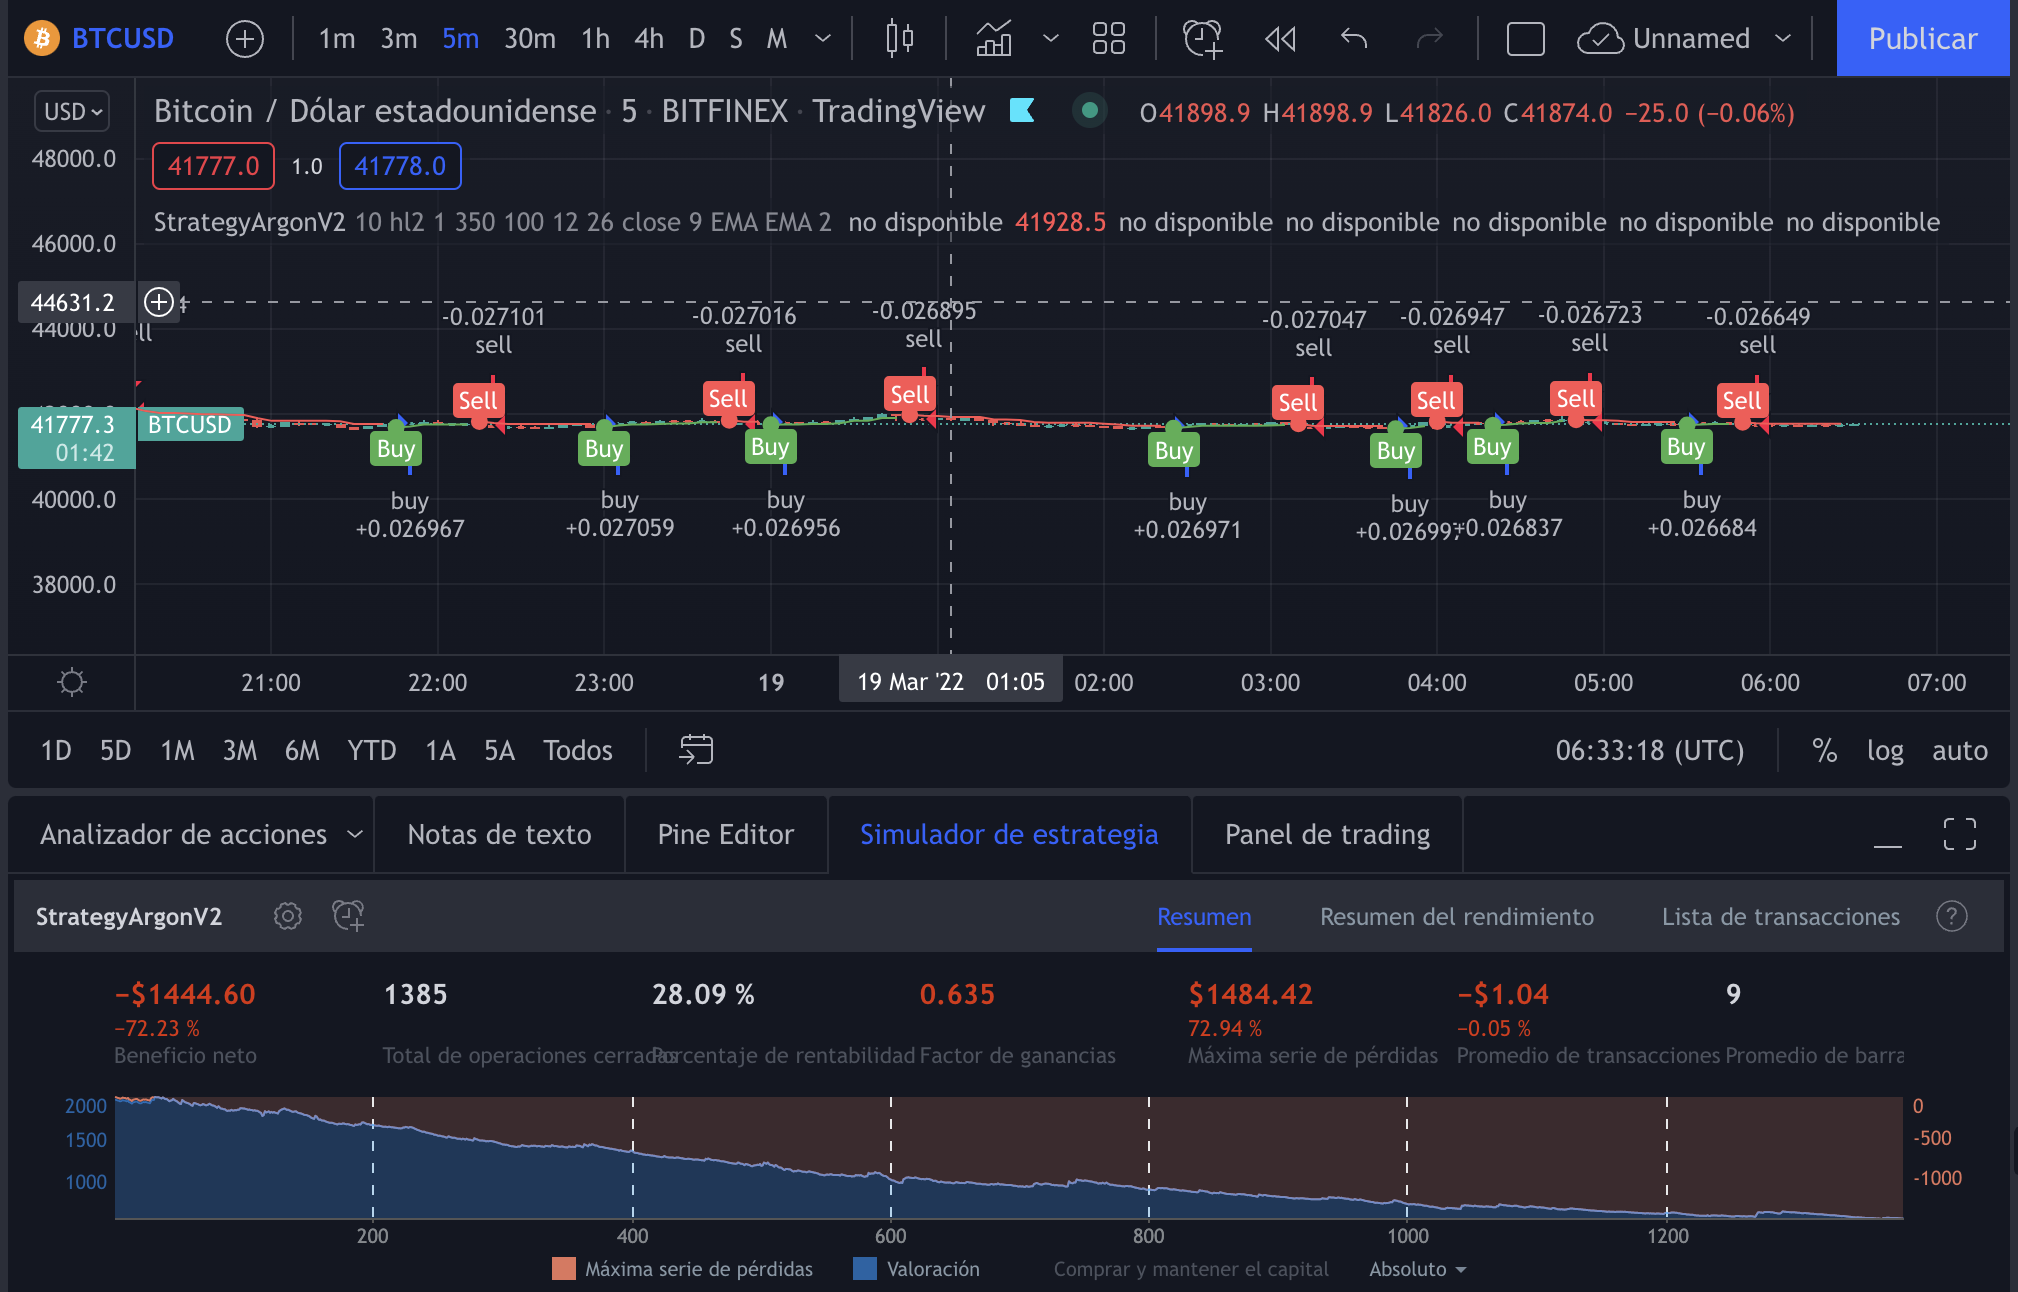 BTCUSD 1m 3m 5m 30m 1h 4h D S M Unnamed Publicar
USD Bitcoin / Dólar estadounidense · 5 · BITFINEX · TradingView O41898.9 H41898.9 L41826.0 C41874.0 −25.0 (−0.06%)
48000.0 41777.0 1.0 41778.0
StrategyArgonV2 10 hl2 1 350 100 12 26 close 9 EMA EMA 2 no disponible 41928.5 no disponible no disponible no disponible no disponible no disponible
46000.0
44631.2
44000.0
-0.027101 -0.027016 -0.026895 -0.027047 -0.026947 -0.026723 -0.026649
sell sell sell sell sell sell sell
Sell Sell Sell Sell Sell Sell Sell
41777.3 BTCUSD
01:42
Buy Buy Buy Buy Buy Buy Buy
40000.0 buy buy buy buy buy buy buy
+0.026967 +0.027059 +0.026956 +0.026971 +0.026837 +0.026684
38000.0
21:00 22:00 23:00 19 19 Mar '22 01:05 02:00 03:00 04:00 05:00 06:00 07:00
1D 5D 1M 3M 6M YTD 1A 5A Todos 06:33:18 (UTC) % log auto
Analizador de acciones Notas de texto Pine Editor Simulador de estrategia Panel de trading
StrategyArgonV2 Resumen Resumen del rendimiento Lista de transacciones ?
−$1444.60 1385 28.09 % 0.635 $1484.42 −$1.04 9
−72.23 % 72.94 % −0.05 %
Beneficio neto Total de operaciones cerradas Porcentaje de rentabilidad Factor de ganancias Máxima serie de pérdidas Promedio de transacciones Promedio de barra
2000 0
1500 -500
1000 -1000
200 400 600 800 1000 1200
Máxima serie de pérdidas Valoración Comprar y mantener el capital Absoluto